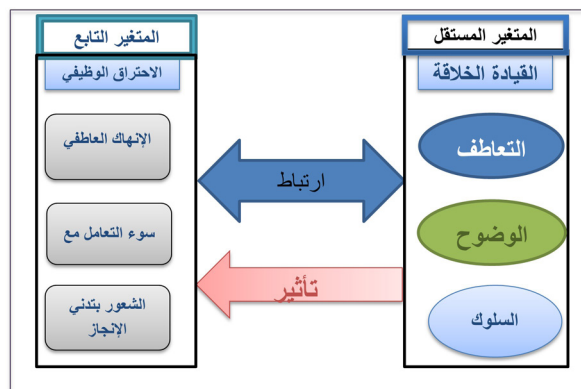 المتغير المستقل
القيادة الخلاقة
التعاطف
الوضوح
السلوك
ارتباط
تأثير
المتغير التابع
الاحتراق الوظيفي
الإنهاك العاطفي
سوء التعامل مع
الشعور بتدني
الإنجاز